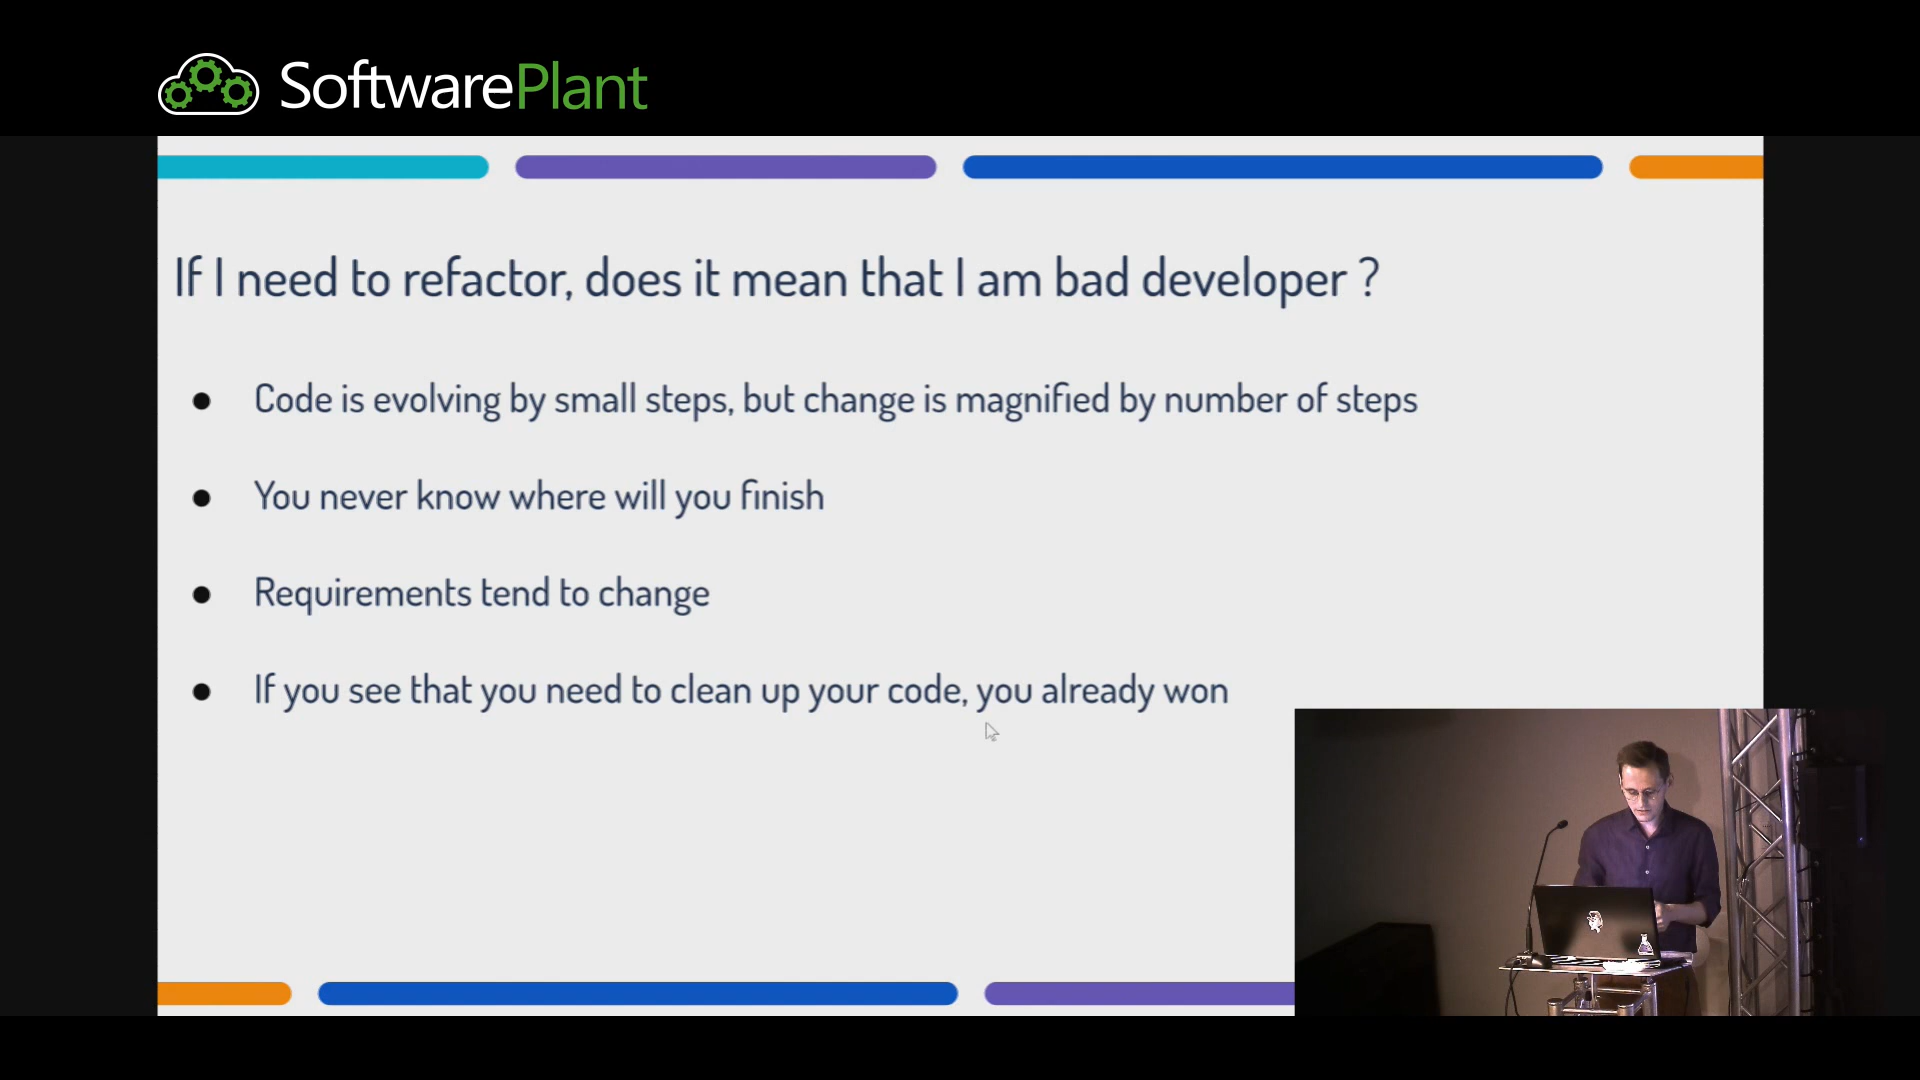 SoftwarePlant
If I need to refactor, does it mean that I am bad developer ?
● Code is evolving by small steps, but change is magnified by number of steps
● You never know where will you finish
● Requirements tend to change
● If you see that you need to clean up your code, you already won